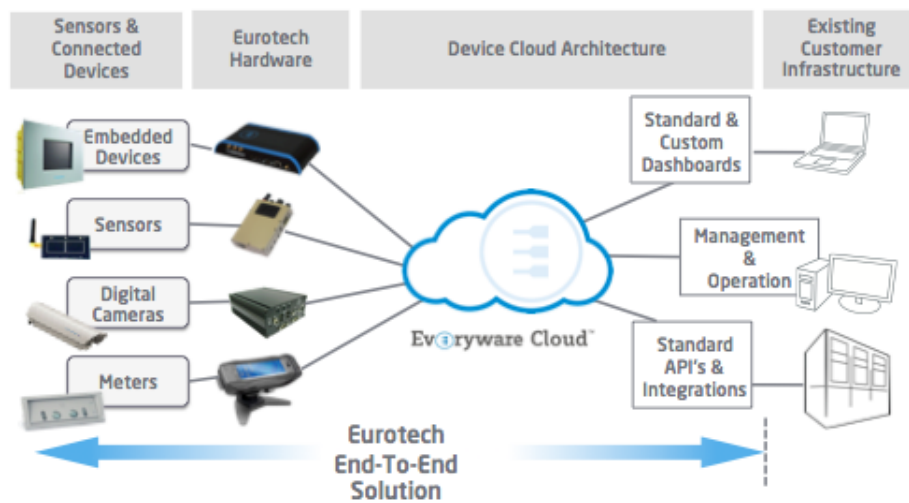 Sensors &
Connected
Devices
Eurotech
Hardware
Device Cloud Architecture
Existing
Customer
Infrastructure
Embedded
Devices
Sensors
Digital
Cameras
Meters
Everyware Cloud™
Standard &
Custom
Dashboards
Management
&
Operation
Standard
API's &
Integrations
Eurotech
End-To-End
Solution